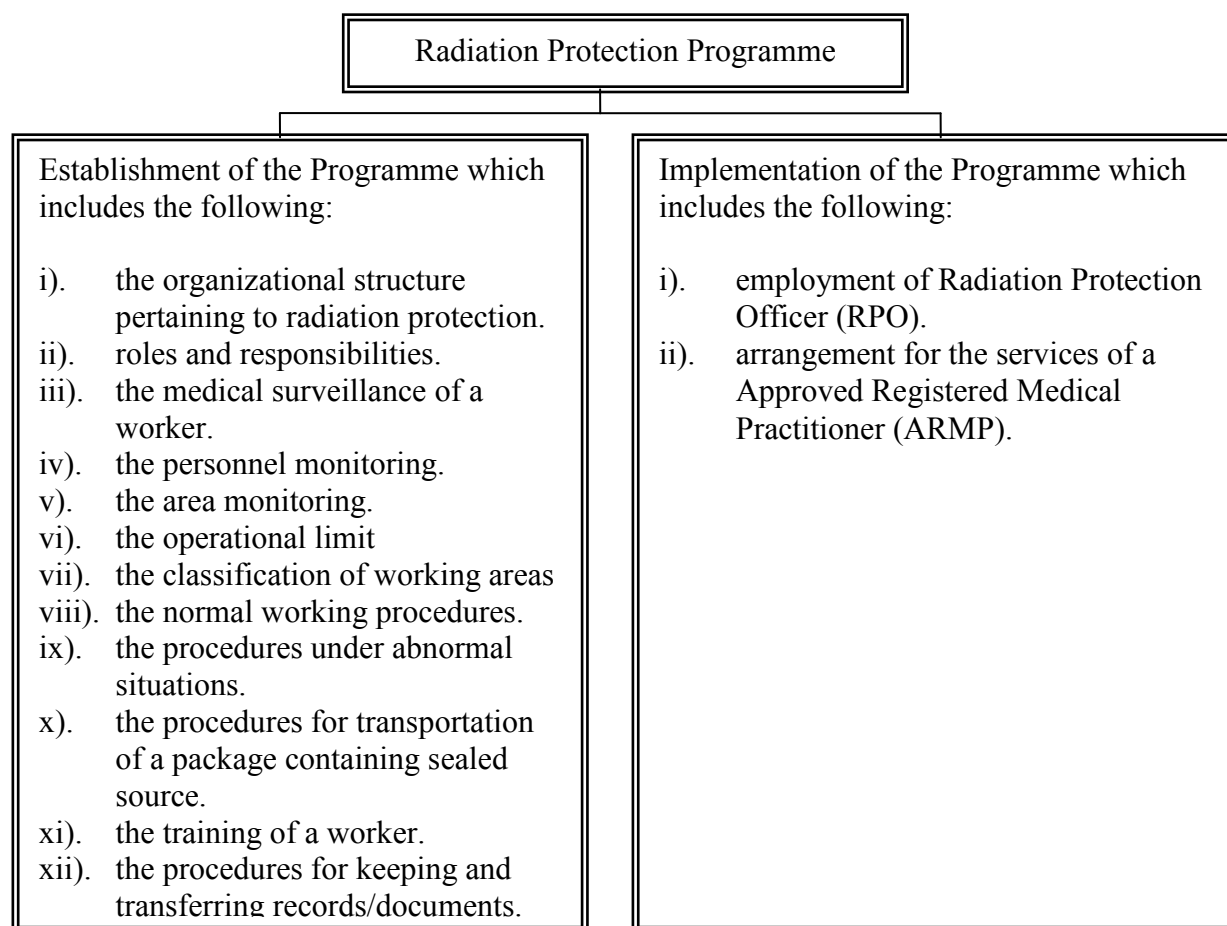 Radiation Protection Programme
Establishment of the Programme which
includes the following:
i). the organizational structure
pertaining to radiation protection.
ii). roles and responsibilities.
iii). the medical surveillance of a
worker.
iv). the personnel monitoring.
v). the area monitoring.
vi). the operational limit
vii). the classification of working areas
viii). the normal working procedures.
ix). the procedures under abnormal
situations.
x). the procedures for transportation
of a package containing sealed
source.
xi). the training of a worker.
xii). the procedures for keeping and
transferring records/documents.
Implementation of the Programme which
includes the following:
i). employment of Radiation Protection
Officer (RPO).
ii). arrangement for the services of a
Approved Registered Medical
Practitioner (ARMP).